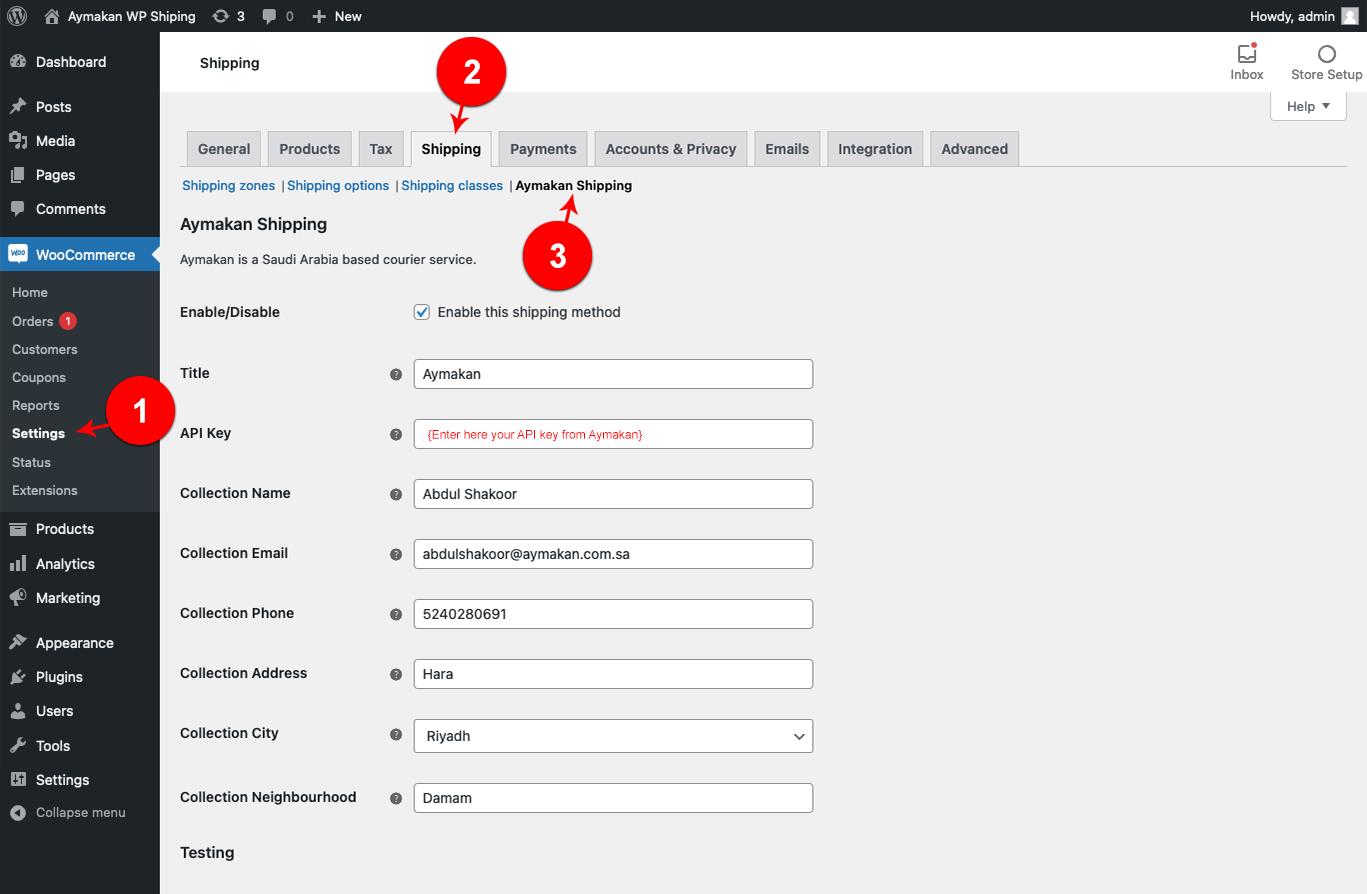 Aymakan WP Shiping 3 0 New Howdy, admin
Dashboard
Posts
Media
Pages
Comments
WOO WooCommerce
Home
Orders 1
Customers
Coupons
Reports
Settings
Status
Extensions
Products
Analytics
Marketing
Appearance
Plugins
Users
Tools
Settings
Collapse menu
Shipping
Inbox Store Setup
Help
General Products Tax Shipping Payments Accounts & Privacy Emails Integration Advanced
Shipping zones | Shipping options | Shipping classes | Aymakan Shipping
1
2
3
Aymakan Shipping
Aymakan is a Saudi Arabia based courier service.
Enable/Disable Enable this shipping method
Title ? Aymakan
API Key ? {Enter here your API key from Aymakan}
Collection Name ? Abdul Shakoor
Collection Email ? abdulshakoor@aymakan.com.sa
Collection Phone ? 5240280691
Collection Address ? Hara
Collection City ? Riyadh
Collection Neighbourhood ? Damam
Testing